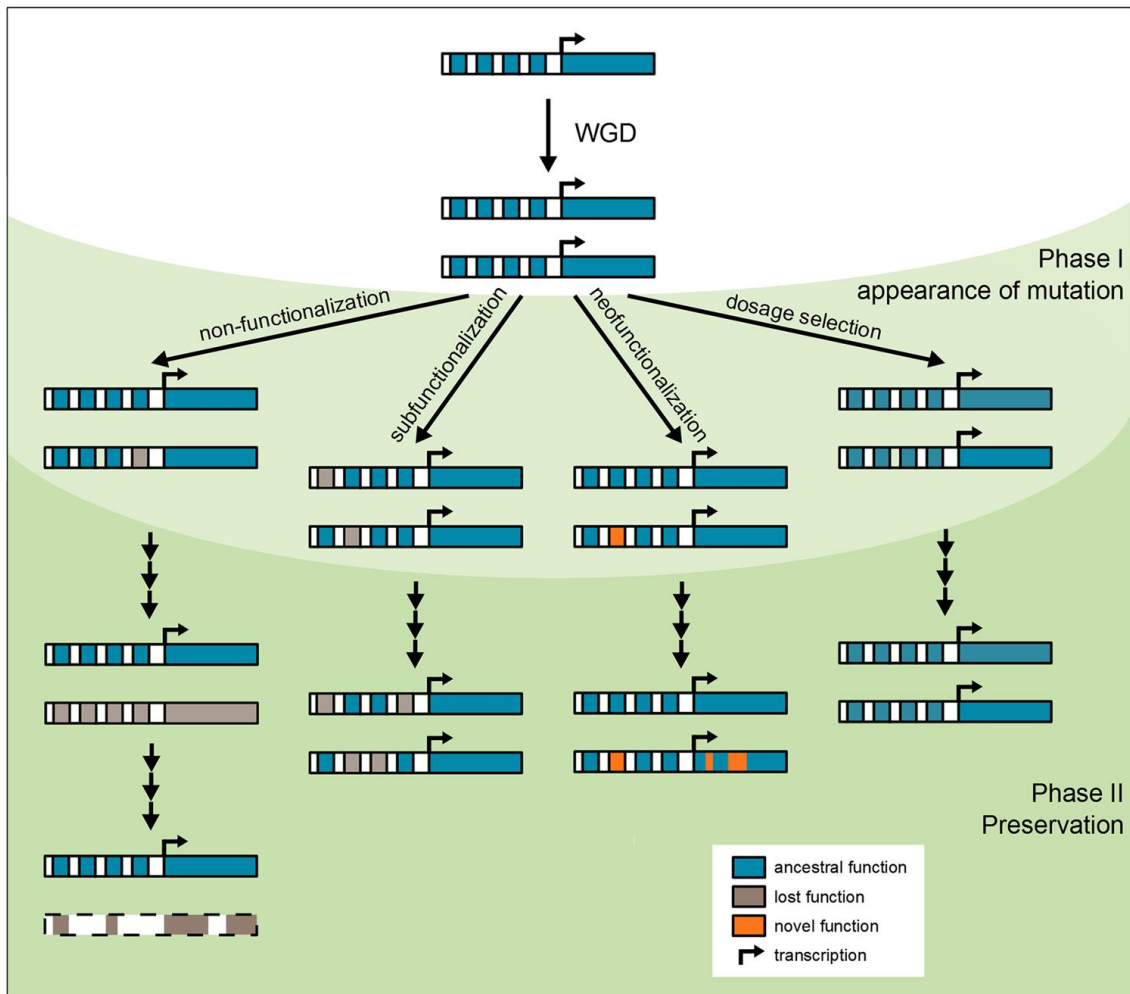 WGD
Phase I
appearance of mutation
non-functionalization
subfunctionalization
neofunctionalization
dosage selection
Phase II
Preservation
ancestral function
lost function
novel function
transcription